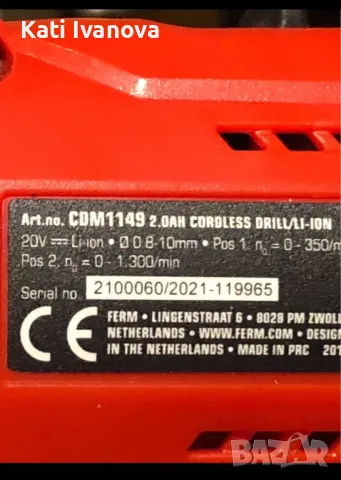 Kati Ivanova
Art.no. CDM1149 2.0AH CORDLESS DRILL/LI-ION
20V ⎓ Li-ion • Ø 0.8-10mm • Pos 1: n₀ = 0 - 350/m
Pos 2: n₀ = 0 - 1.300/min
Serial no. 2100060/2021-119965
CE
FERM • LINGENSTRAAT 6 • 8028 PM ZWOLL
NETHERLANDS • WWW.FERM.COM • DESIGN
IN THE NETHERLANDS • MADE IN PRC 201
bazar